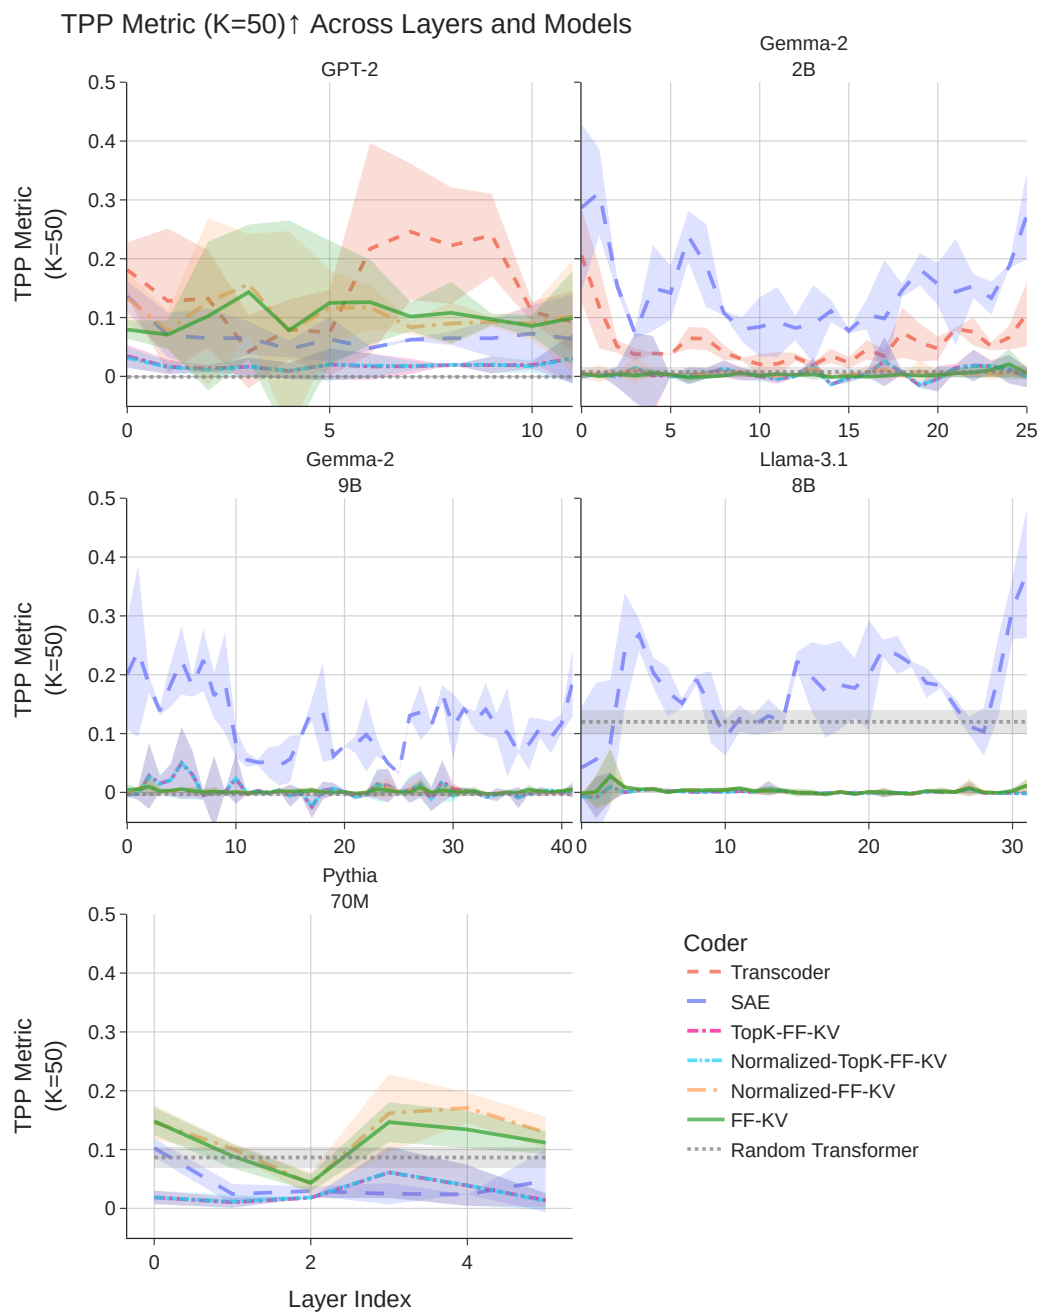 TPP Metric (K=50)↑ Across Layers and Models
GPT-2
Gemma-2
2B
TPP Metric
(K=50)
0.5
0.4
0.3
0.2
0.1
0
0 5 10
0 5 10 15 20 25
Gemma-2
9B
Llama-3.1
8B
TPP Metric
(K=50)
0.5
0.4
0.3
0.2
0.1
0
0 10 20 30 40
0 10 20 30
Pythia
70M
TPP Metric
(K=50)
0.5
0.4
0.3
0.2
0.1
0
0 2 4
Layer Index
Coder
Transcoder
SAE
TopK-FF-KV
Normalized-TopK-FF-KV
Normalized-FF-KV
FF-KV
Random Transformer